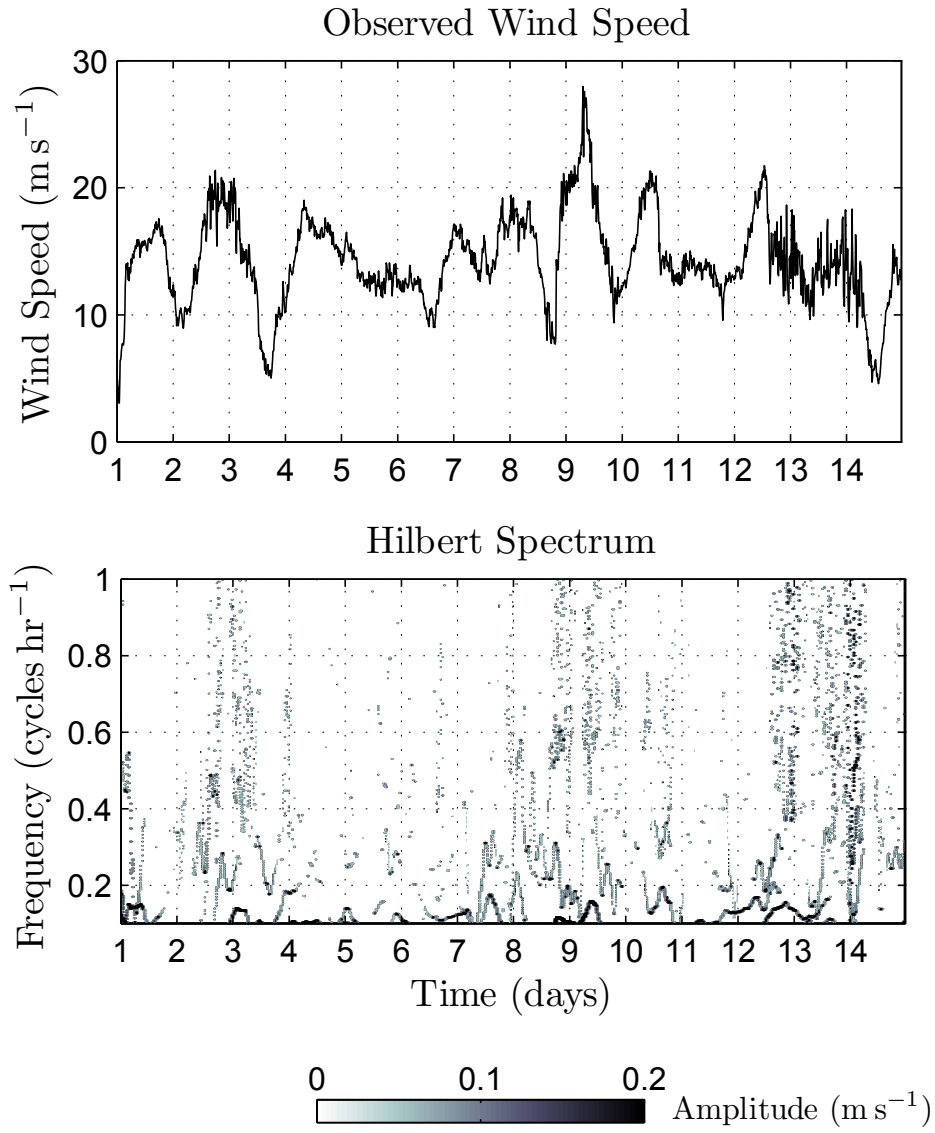 Observed Wind Speed
Wind Speed (m s⁻¹)
30
20
10
0
1 2 3 4 5 6 7 8 9 10 11 12 13 14
Hilbert Spectrum
Frequency (cycles hr⁻¹)
1
0.8
0.6
0.4
0.2
1 2 3 4 5 6 7 8 9 10 11 12 13 14
Time (days)
0 0.1 0.2
Amplitude (m s⁻¹)